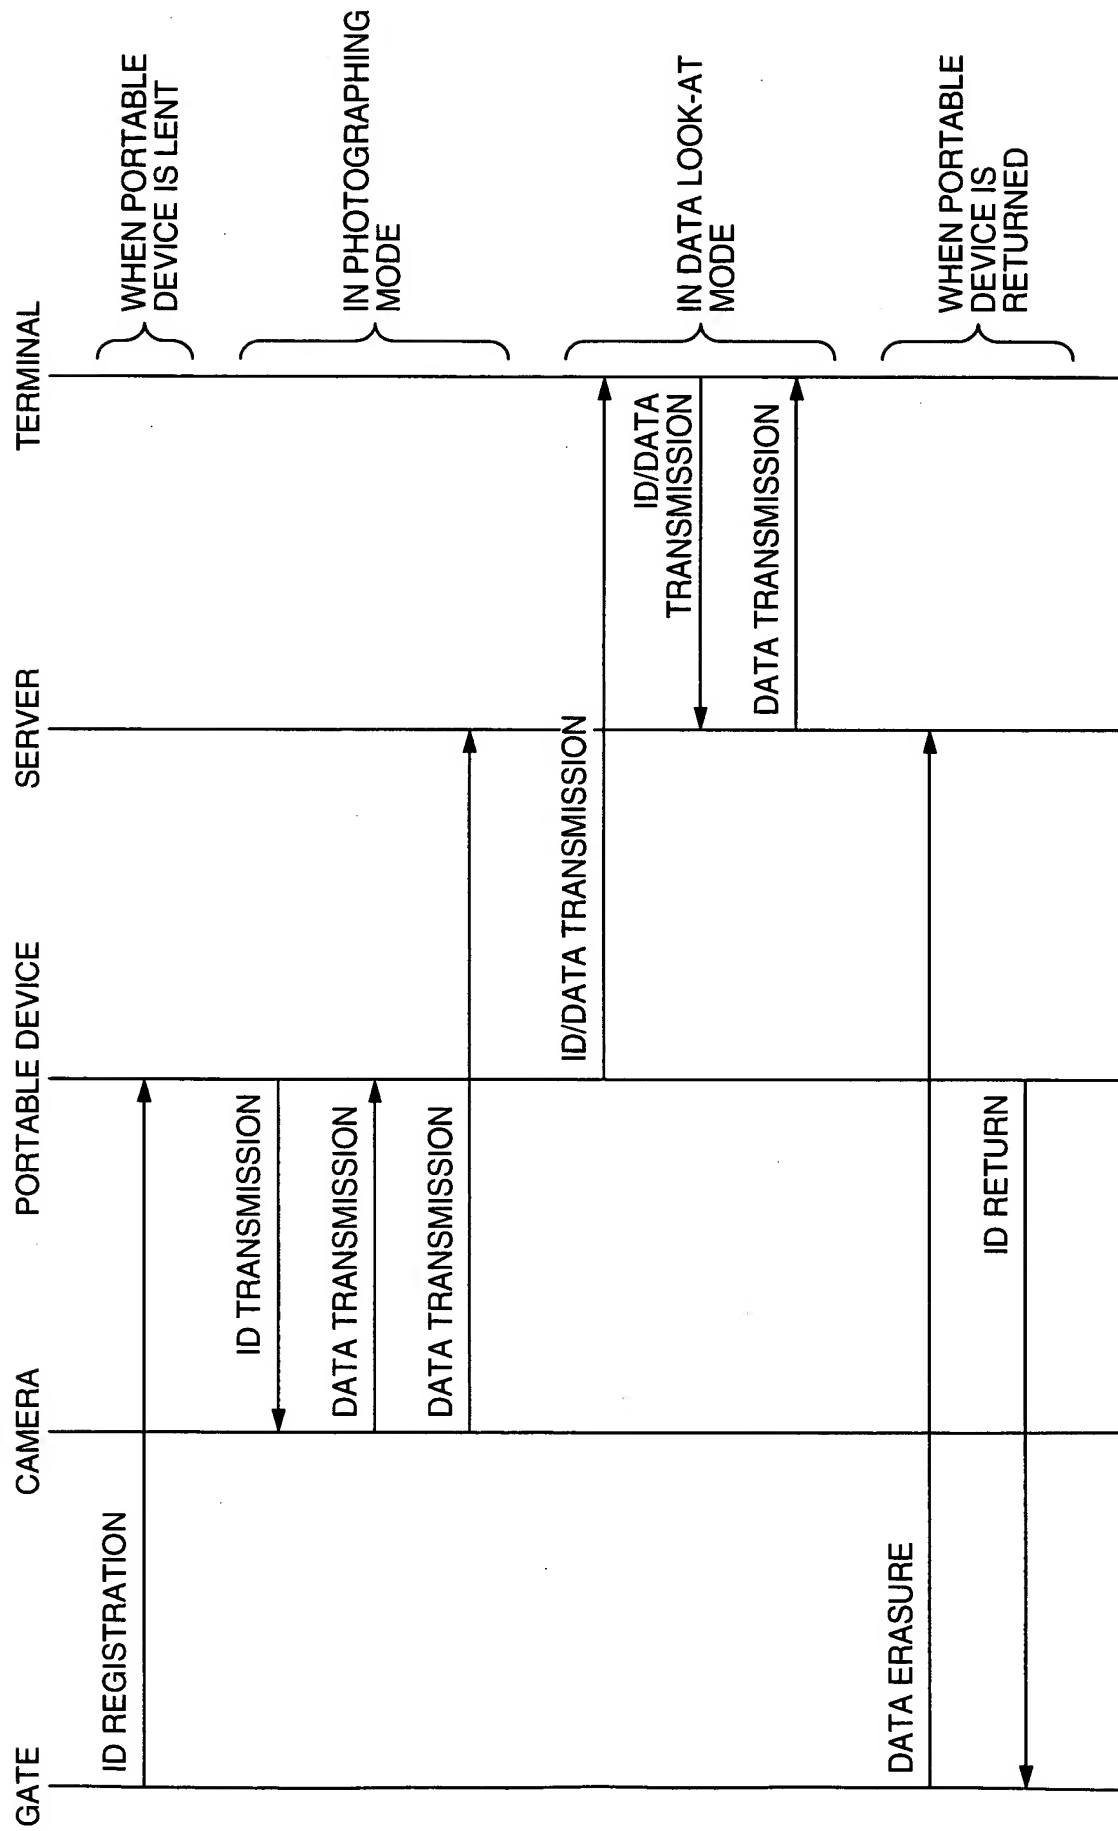 GATE
CAMERA
PORTABLE DEVICE
SERVER
TERMINAL
ID REGISTRATION
WHEN PORTABLE
DEVICE IS LENT
ID TRANSMISSION
DATA TRANSMISSION
DATA TRANSMISSION
IN PHOTOGRAPHING
MODE
ID/DATA TRANSMISSION
ID/DATA
TRANSMISSION
DATA TRANSMISSION
IN DATA LOOK-AT
MODE
DATA ERASURE
ID RETURN
WHEN PORTABLE
DEVICE IS
RETURNED